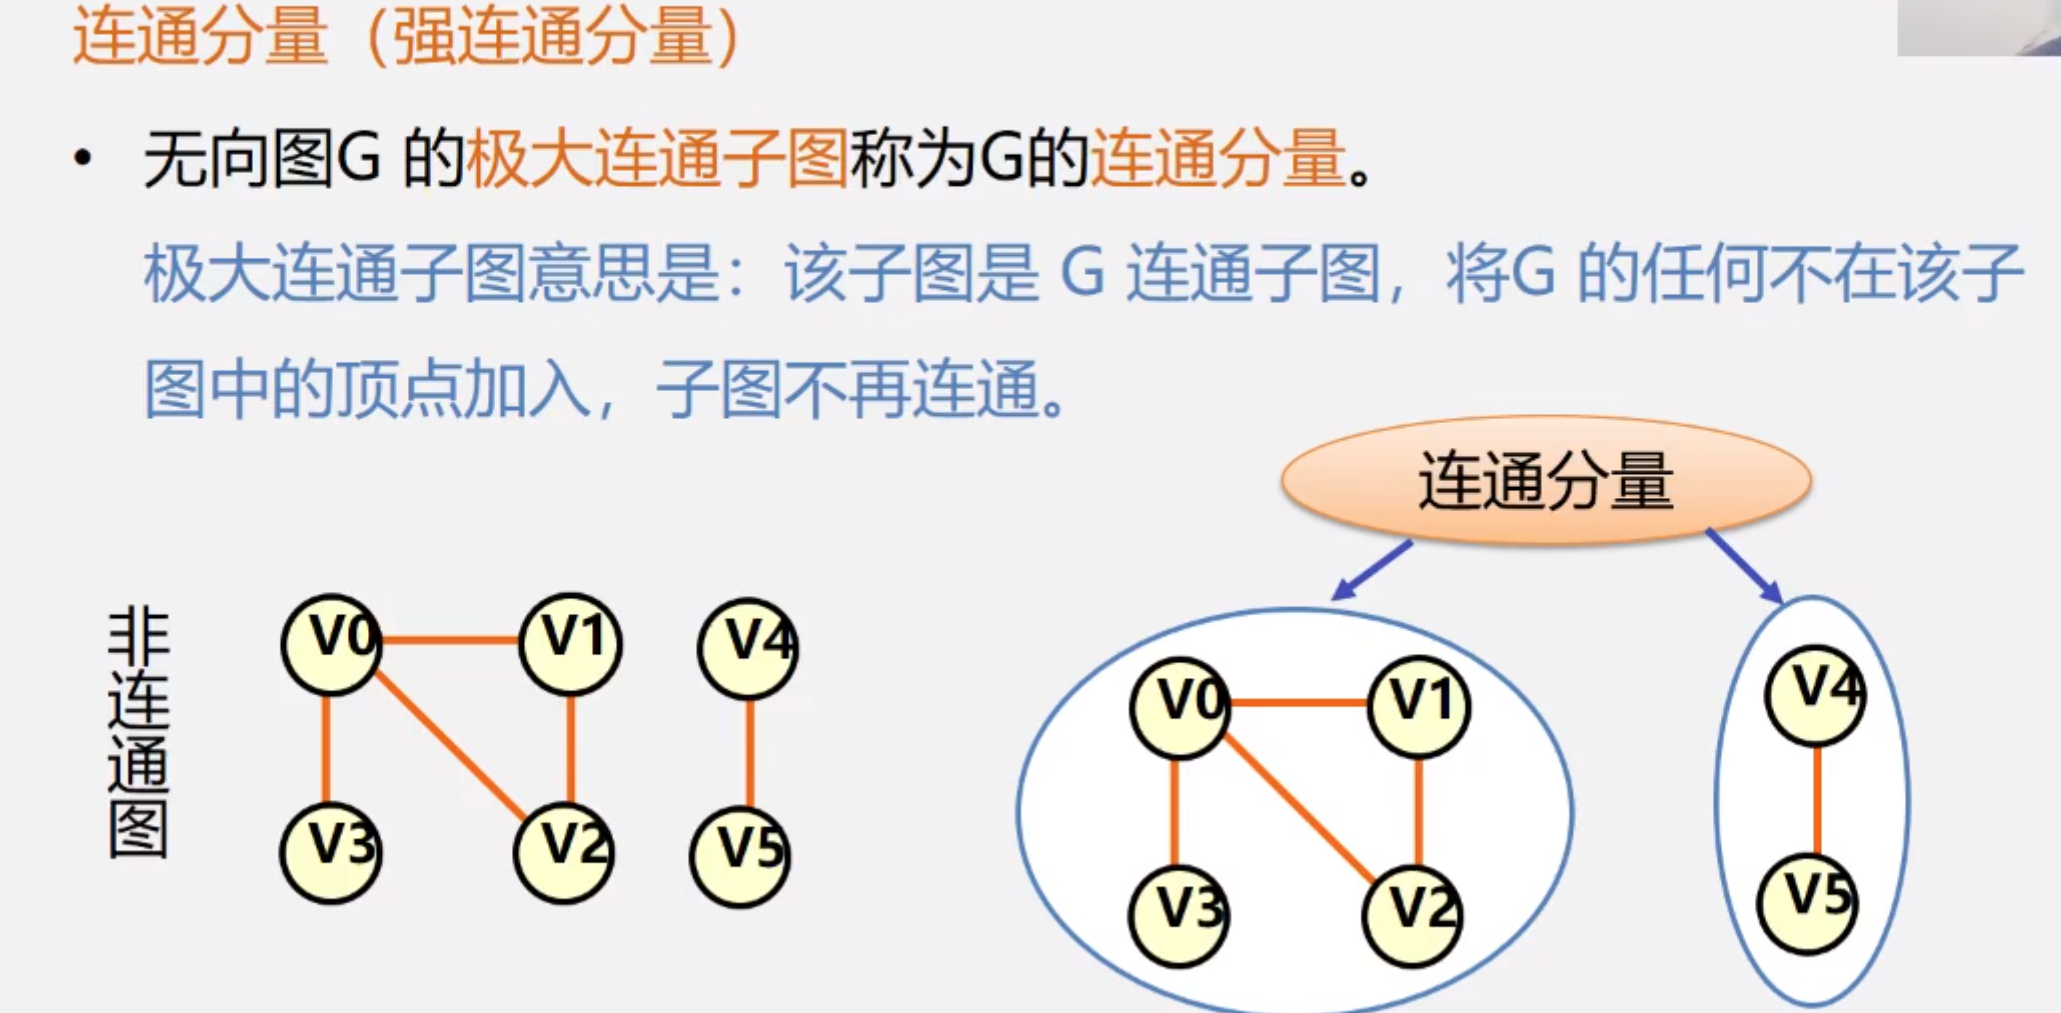 连通分量（强连通分量）
• 无向图G 的极大连通子图称为G的连通分量。
极大连通子图意思是：该子图是 G 连通子图，将G 的任何不在该子
图中的顶点加入，子图不再连通。
连通分量
非连通图
V0 V1 V4
V3 V2 V5
V0 V1 V4
V3 V2 V5